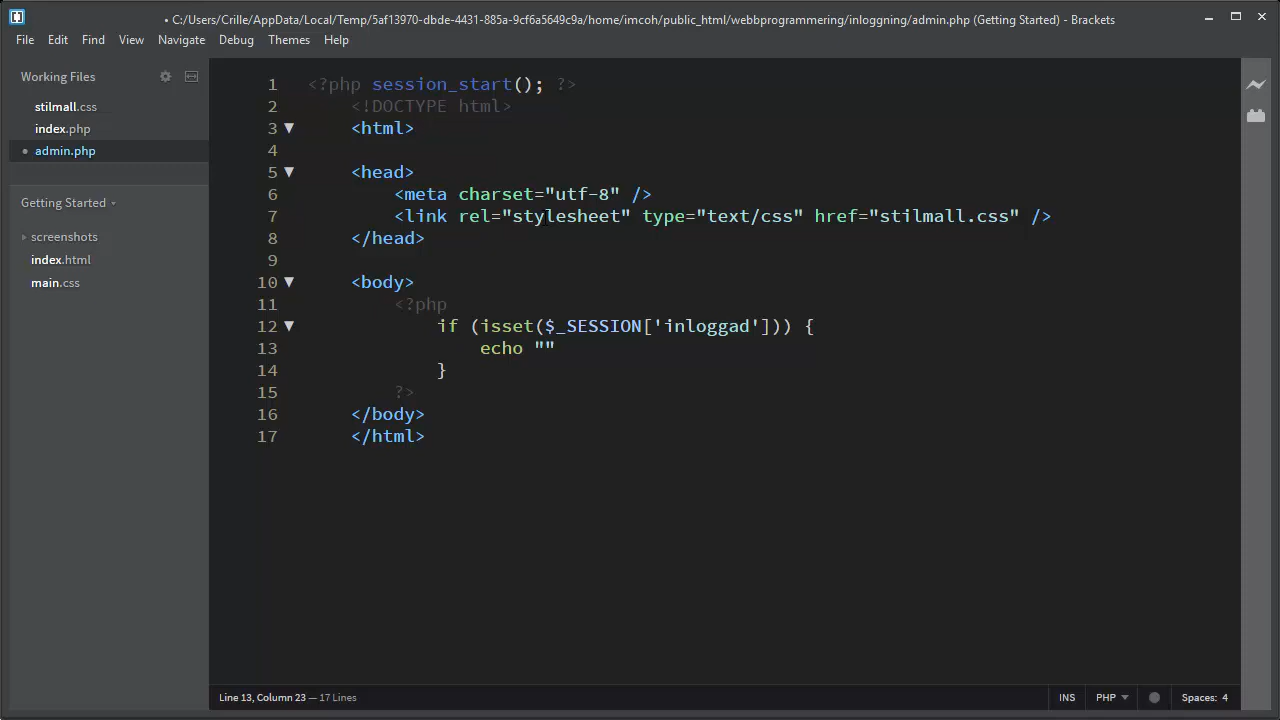 • C:/Users/Crille/AppData/Local/Temp/5af13970-dbde-4431-885a-9cf6a5649c9a/home/imcoh/public_html/webbprogrammering/inloggning/admin.php (Getting Started) - Brackets
File Edit Find View Navigate Debug Themes Help
Working Files
stilmall.css
index.php
• admin.php
Getting Started
screenshots
index.html
main.css
1 <?php session_start(); ?>
2 <!DOCTYPE html>
3 <html>
4
5 <head>
6 <meta charset="utf-8" />
7 <link rel="stylesheet" type="text/css" href="stilmall.css" />
8 </head>
9
10 <body>
11 <?php
12 if (isset($_SESSION['inloggad'])) {
13 echo ""
14 }
15 ?>
16 </body>
17 </html>
Line 13, Column 23 — 17 Lines INS PHP Spaces: 4